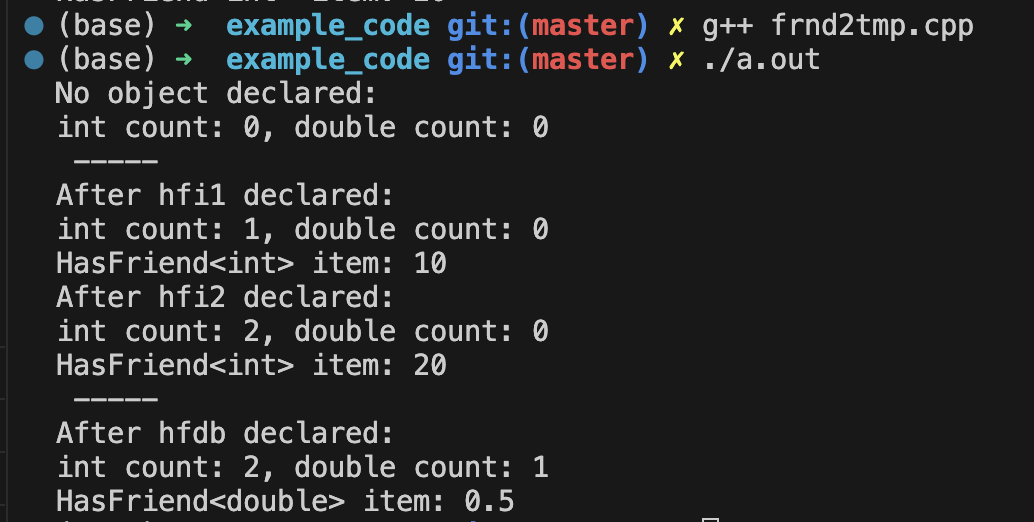 (base) ➜ example_code git:(master) ✗ g++ frnd2tmp.cpp
(base) ➜ example_code git:(master) ✗ ./a.out
No object declared:
int count: 0, double count: 0
-----
After hfi1 declared:
int count: 1, double count: 0
HasFriend<int> item: 10
After hfi2 declared:
int count: 2, double count: 0
HasFriend<int> item: 20
-----
After hfdb declared:
int count: 2, double count: 1
HasFriend<double> item: 0.5